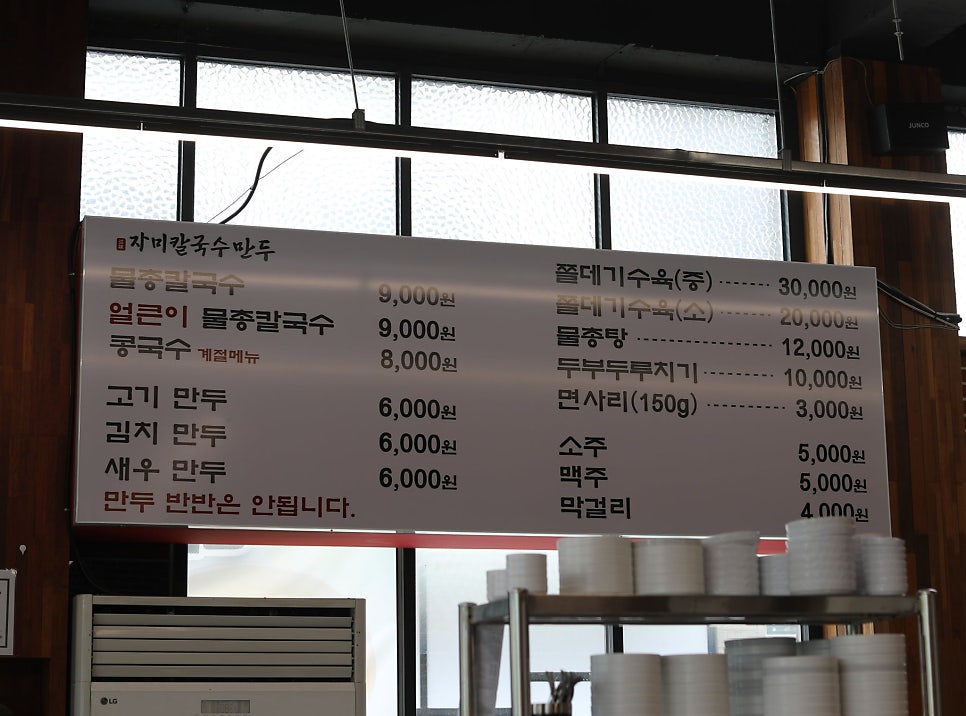 자미칼국수만두
물총칼국수 9,000원
얼큰이 물총칼국수 9,000원
콩국수 계절메뉴 8,000원
고기 만두 6,000원
김치 만두 6,000원
새우 만두 6,000원
만두 반반은 안됩니다.
쫄데기수육(중) 30,000원
쫄데기수육(소) 20,000원
물총탕 12,000원
두부두루치기 10,000원
면사리(150g) 3,000원
소주 5,000원
맥주 5,000원
막걸리 4,000원
JUNCO
LG